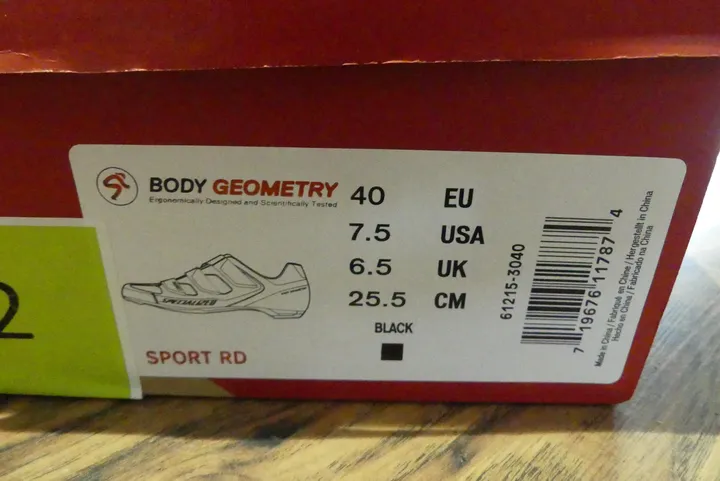 BODY GEOMETRY
Ergonomically Designed and Scientifically Tested
40 EU
7.5 USA
6.5 UK
25.5 CM
BLACK
SPECIALIZED
SPORT RD
61215-3040
7 19676 11787 4
Made in China / Fabriqué en Chine / Hergestellt in China
Hecho en China / Fabricado na China
2